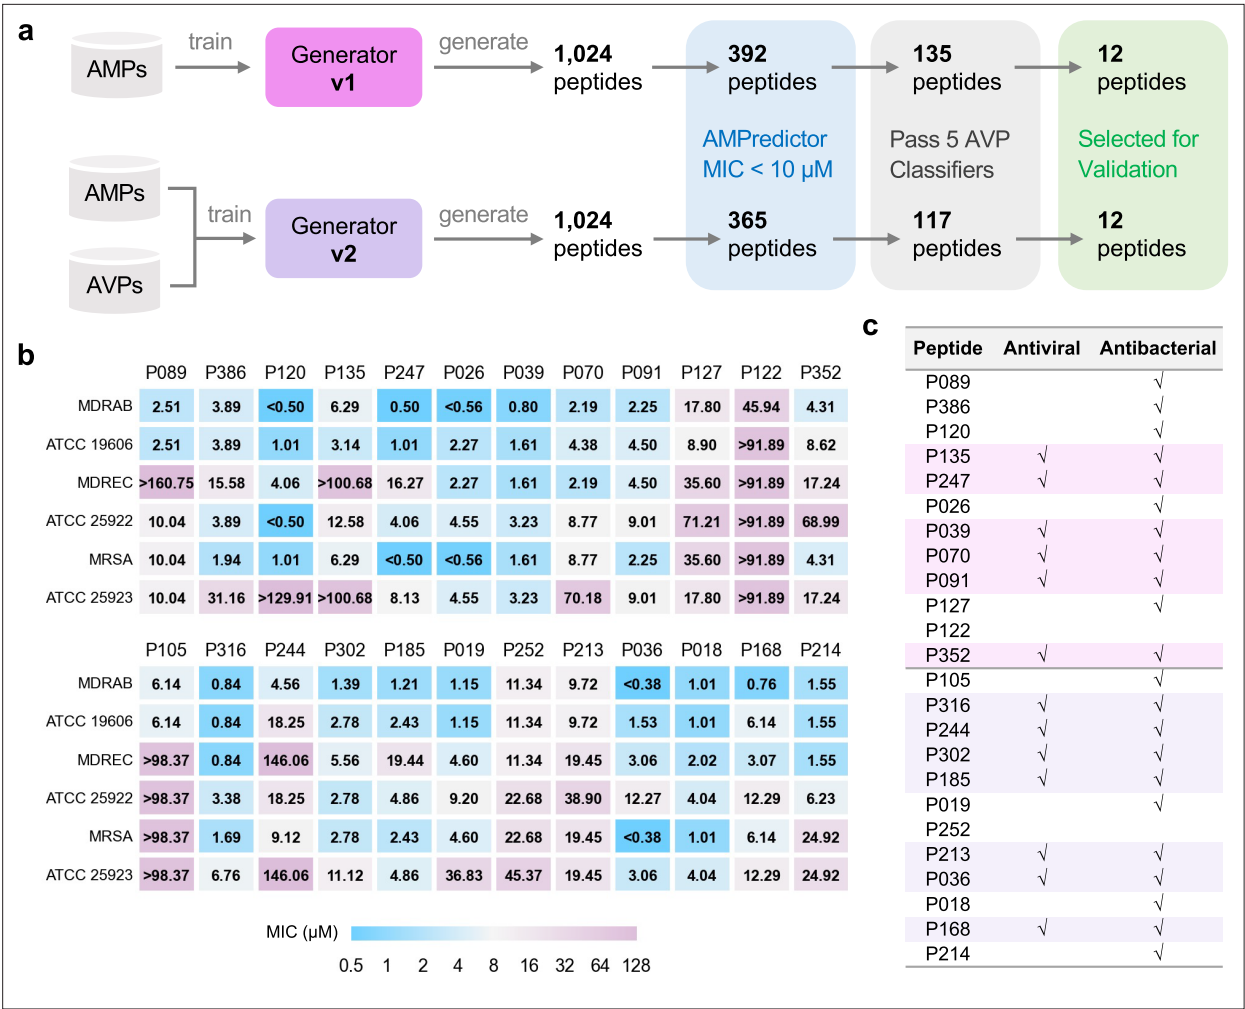 a
AMPs
train
Generator
v1
generate
1,024
peptides
392
peptides
135
peptides
12
peptides
AMPredictor
MIC < 10 µM
Pass 5 AVP
Classifiers
Selected for
Validation
AMPs
AVPs
train
Generator
v2
generate
1,024
peptides
365
peptides
117
peptides
12
peptides
b
P089 P386 P120 P135 P247 P026 P039 P070 P091 P127 P122 P352
MDRAB 2.51 3.89 <0.50 6.29 0.50 <0.56 0.80 2.19 2.25 17.80 45.94 4.31
ATCC 19606 2.51 3.89 1.01 3.14 1.01 2.27 1.61 4.38 4.50 8.90 >91.89 8.62
MDREC >160.75 15.58 4.06 >100.68 16.27 2.27 1.61 2.19 4.50 35.60 >91.89 17.24
ATCC 25922 10.04 3.89 <0.50 12.58 4.06 4.55 3.23 8.77 9.01 71.21 >91.89 68.99
MRSA 10.04 1.94 1.01 6.29 <0.50 <0.56 1.61 8.77 2.25 35.60 >91.89 4.31
ATCC 25923 10.04 31.16 >129.91 >100.68 8.13 4.55 3.23 70.18 9.01 17.80 >91.89 17.24
P105 P316 P244 P302 P185 P019 P252 P213 P036 P018 P168 P214
MDRAB 6.14 0.84 4.56 1.39 1.21 1.15 11.34 9.72 <0.38 1.01 0.76 1.55
ATCC 19606 6.14 0.84 18.25 2.78 2.43 1.15 11.34 9.72 1.53 1.01 6.14 1.55
MDREC >98.37 0.84 146.06 5.56 19.44 4.60 11.34 19.45 3.06 2.02 3.07 1.55
ATCC 25922 >98.37 3.38 18.25 2.78 4.86 9.20 22.68 38.90 12.27 4.04 12.29 6.23
MRSA >98.37 1.69 9.12 2.78 2.43 4.60 22.68 19.45 <0.38 1.01 6.14 24.92
ATCC 25923 >98.37 6.76 146.06 11.12 4.86 36.83 45.37 19.45 3.06 4.04 12.29 24.92
MIC (µM)
0.5 1 2 4 8 16 32 64 128
c
Peptide Antiviral Antibacterial
P089 √
P386 √
P120 √
P135 √ √
P247 √ √
P026 √
P039 √ √
P070 √ √
P091 √ √
P127 √
P122
P352 √ √
P105 √
P316 √ √
P244 √ √
P302 √ √
P185 √ √
P019 √
P252
P213 √ √
P036 √ √
P018 √
P168 √ √
P214 √